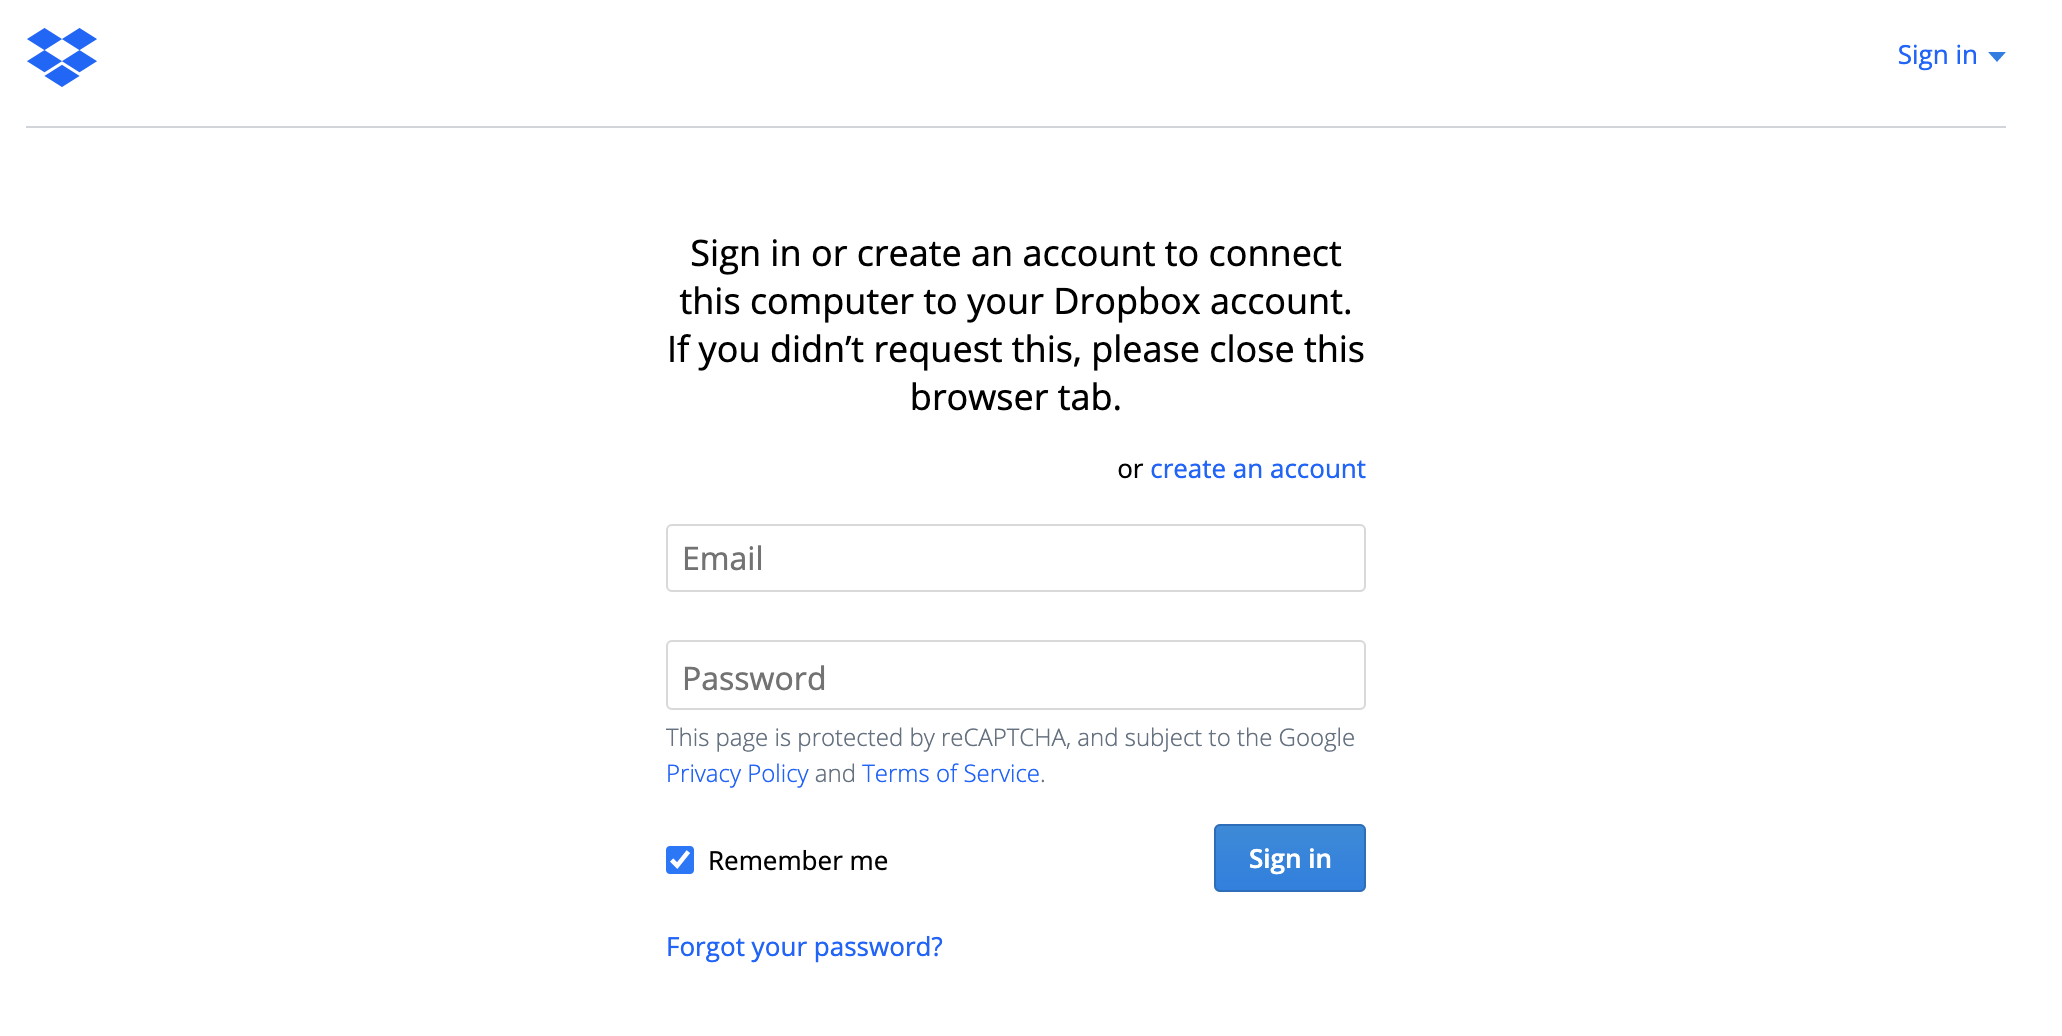 Sign in
Sign in or create an account to connect
this computer to your Dropbox account.
If you didn’t request this, please close this
browser tab.
or create an account
Email
Password
This page is protected by reCAPTCHA, and subject to the Google
Privacy Policy and Terms of Service.
Remember me
Sign in
Forgot your password?